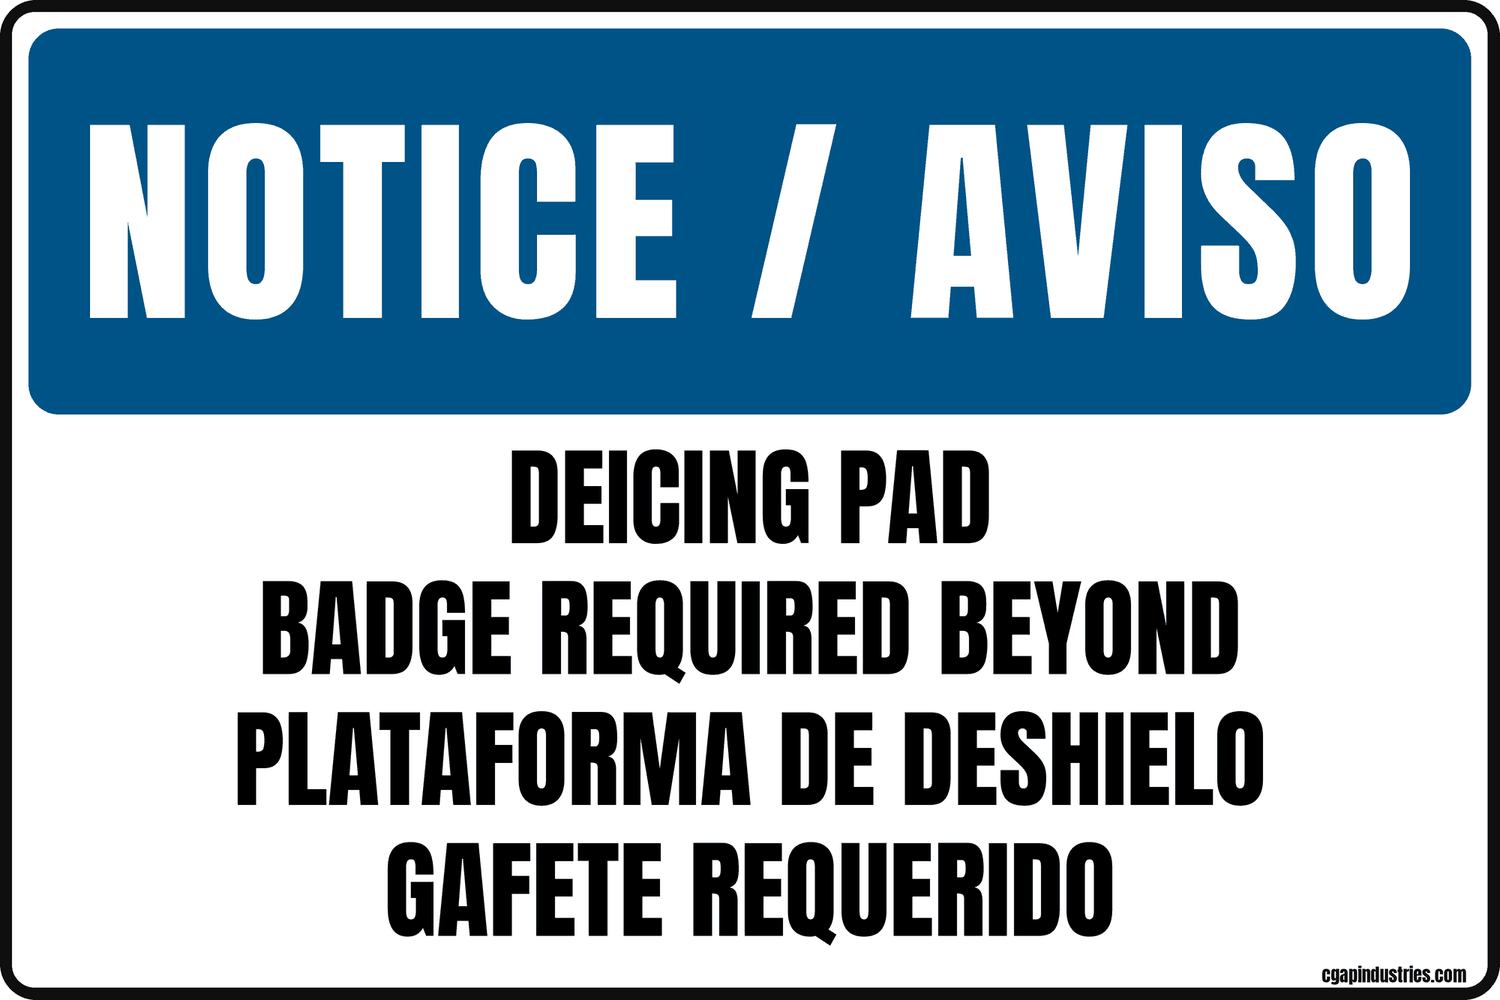 NOTICE / AVISO
DEICING PAD
BADGE REQUIRED BEYOND
PLATAFORMA DE DESHIELO
GAFETE REQUERIDO
cgapindustries.com